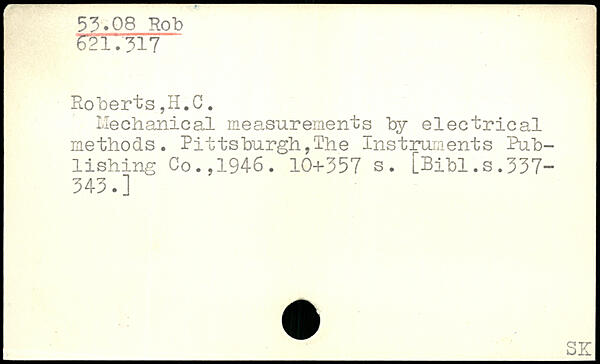 53.08 Rob
621.317
Roberts,H.C.
Mechanical measurements by electrical
methods. Pittsburgh,The Instruments Pub-
lishing Co.,1946. 10+357 s. [Bibl.s.337-
343.]
SK